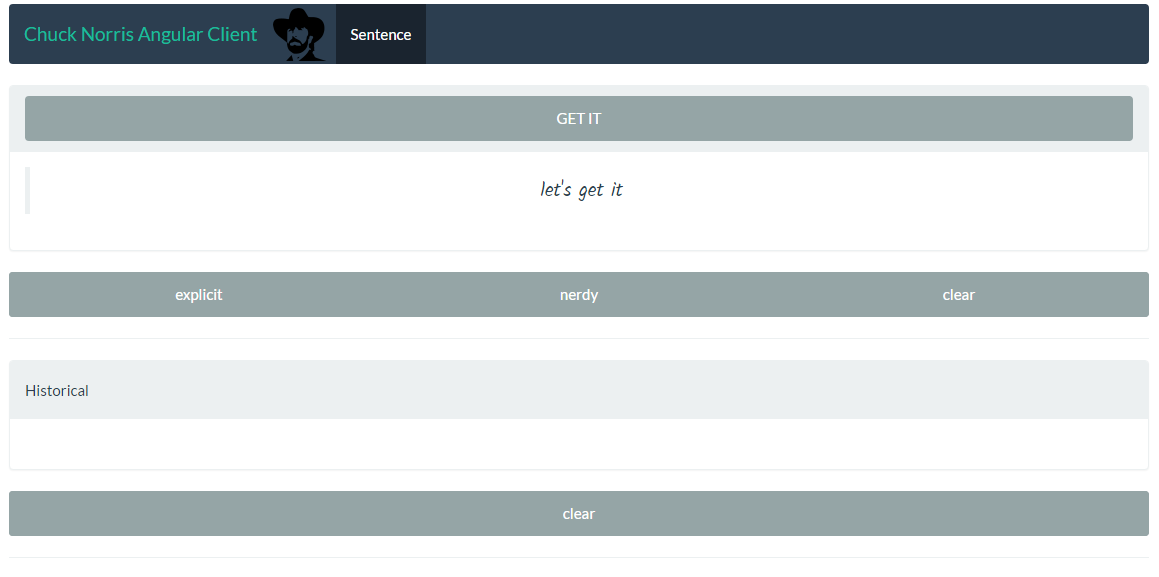 Chuck Norris Angular Client Sentence
GET IT
let's get it
explicit nerdy clear
Historical
clear